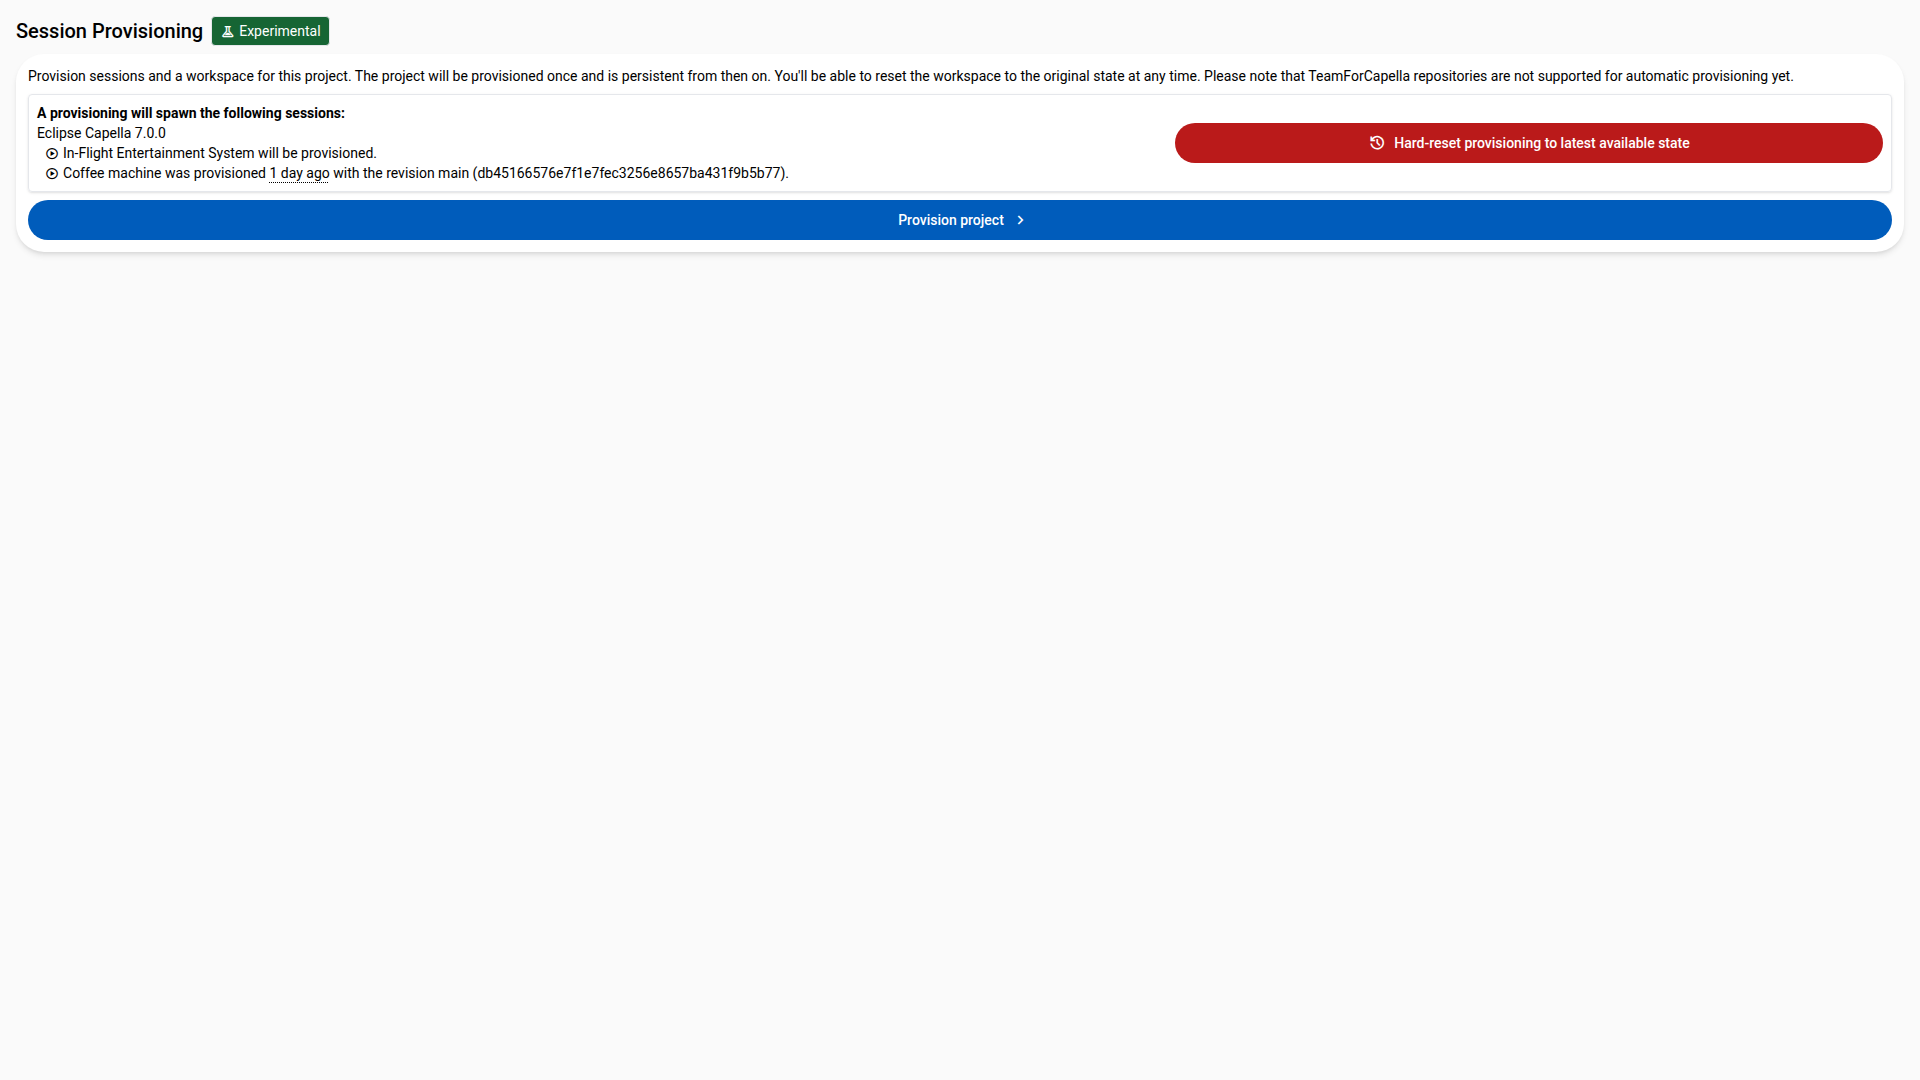 Session Provisioning
Experimental
Provision sessions and a workspace for this project. The project will be provisioned once and is persistent from then on. You'll be able to reset the workspace to the original state at any time. Please note that TeamForCapella repositories are not supported for automatic provisioning yet.
A provisioning will spawn the following sessions:
Eclipse Capella 7.0.0
In-Flight Entertainment System will be provisioned.
Coffee machine was provisioned 1 day ago with the revision main (db45166576e7f1e7fec3256e8657ba431f9b5b77).
Hard-reset provisioning to latest available state
Provision project